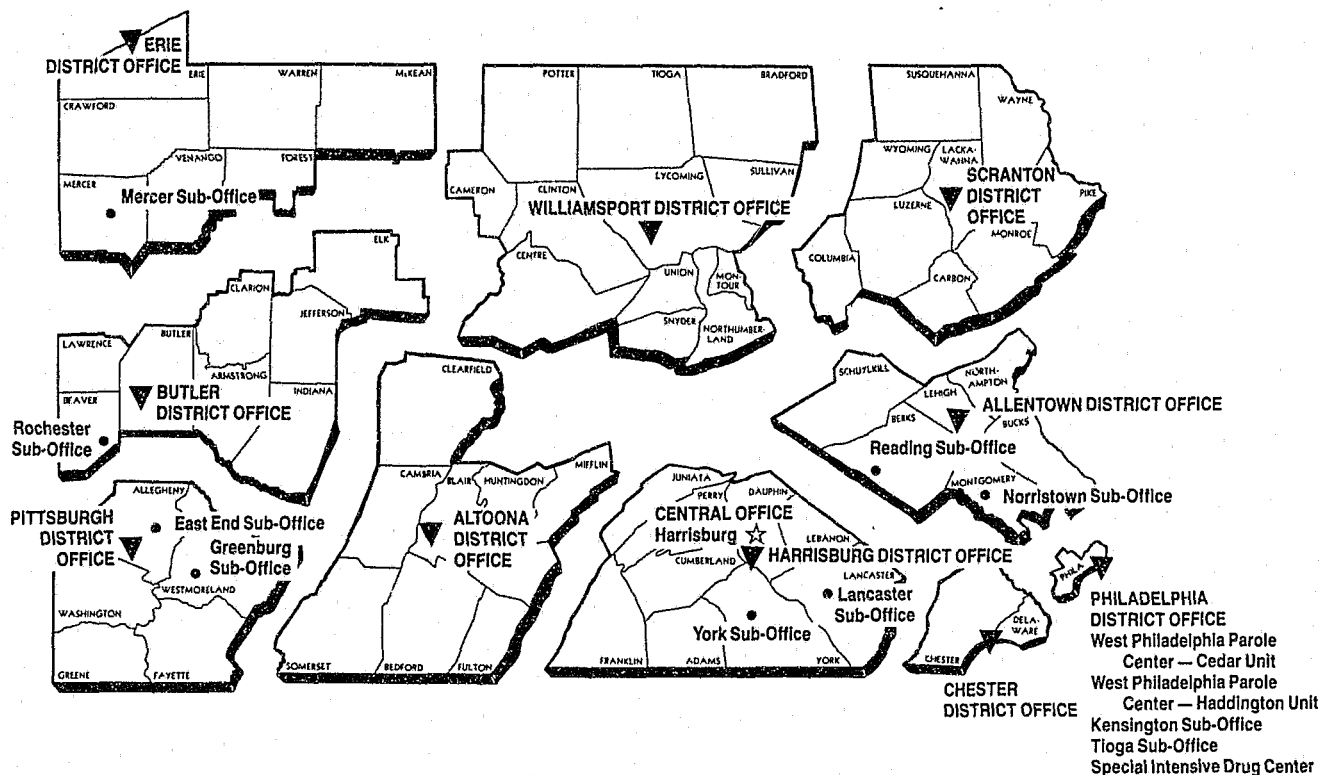 ERIE
DISTRICT OFFICE
ERIE
WARREN
McKEAN
CRAWFORD
VENANGO
FOREST
MERCER
Mercer Sub-Office
POTTER
TIOGA
BRADFORD
CAMERON
CLINTON
LYCOMING
SULLIVAN
WILLIAMSPORT DISTRICT OFFICE
CENTRE
UNION
MON-
TOUR
SNYDER
NORTHUMBER-
LAND
SUSQUEHANNA
WAYNE
WYOMING
LACKA-
WANNA
SCRANTON
DISTRICT
OFFICE
PIKE
LUZERNE
MONROE
COLUMBIA
CARBON
ELK
CLARION
JEFFERSON
LAWRENCE
BUTLER
ARMSTRONG
INDIANA
BEAVER
BUTLER
DISTRICT OFFICE
Rochester
Sub-Office
CLEARFIELD
CAMBRIA
BLAIR
HUNTINGDON
MIFFLIN
ALTOONA
DISTRICT
OFFICE
SOMERSET
BEDFORD
FULTON
SCHUYLKILL
NORTH-
AMPTON
LEHIGH
ALLENTOWN DISTRICT OFFICE
BERKS
BUCKS
Reading Sub-Office
MONTGOMERY
Norristown Sub-Office
ALLEGHENY
PITTSBURGH
DISTRICT
OFFICE
East End Sub-Office
Greenburg
Sub-Office
WESTMORELAND
WASHINGTON
GREENE
FAYETTE
JUNIATA
PERRY
DAUPHIN
CENTRAL OFFICE
Harrisburg
LEBANON
HARRISBURG DISTRICT OFFICE
CUMBERLAND
LANCASTER
Lancaster
Sub-Office
York Sub-Office
FRANKLIN
ADAMS
YORK
PHILA
DELA-
WARE
CHESTER
CHESTER
DISTRICT OFFICE
PHILADELPHIA
DISTRICT OFFICE
West Philadelphia Parole
Center — Cedar Unit
West Philadelphia Parole
Center — Haddington Unit
Kensington Sub-Office
Tioga Sub-Office
Special Intensive Drug Center